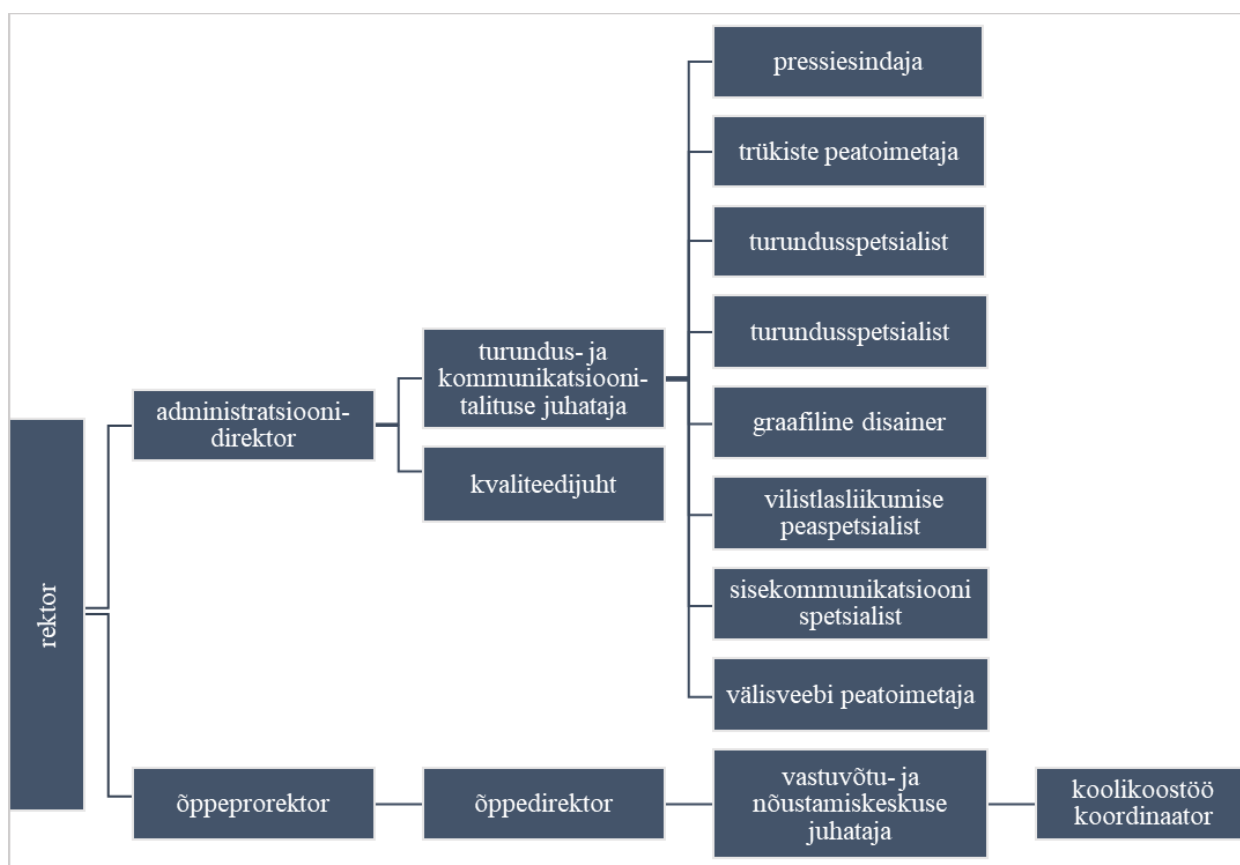 rektor
administratsiooni-
direktor
turundus- ja
kommunikatsiooni-
talituse juhataja
kvaliteedijuht
pressiesindaja
trükiste peatoimetaja
turundusspetsialist
turundusspetsialist
graafiline disainer
vilistlasliikumise
peaspetsialist
sisekommunikatsiooni
spetsialist
välisveebi peatoimetaja
õppeprorektor
õppedirektor
vastuvõtu- ja
nõustamiskeskuse
juhataja
koolikoostöö
koordinaator